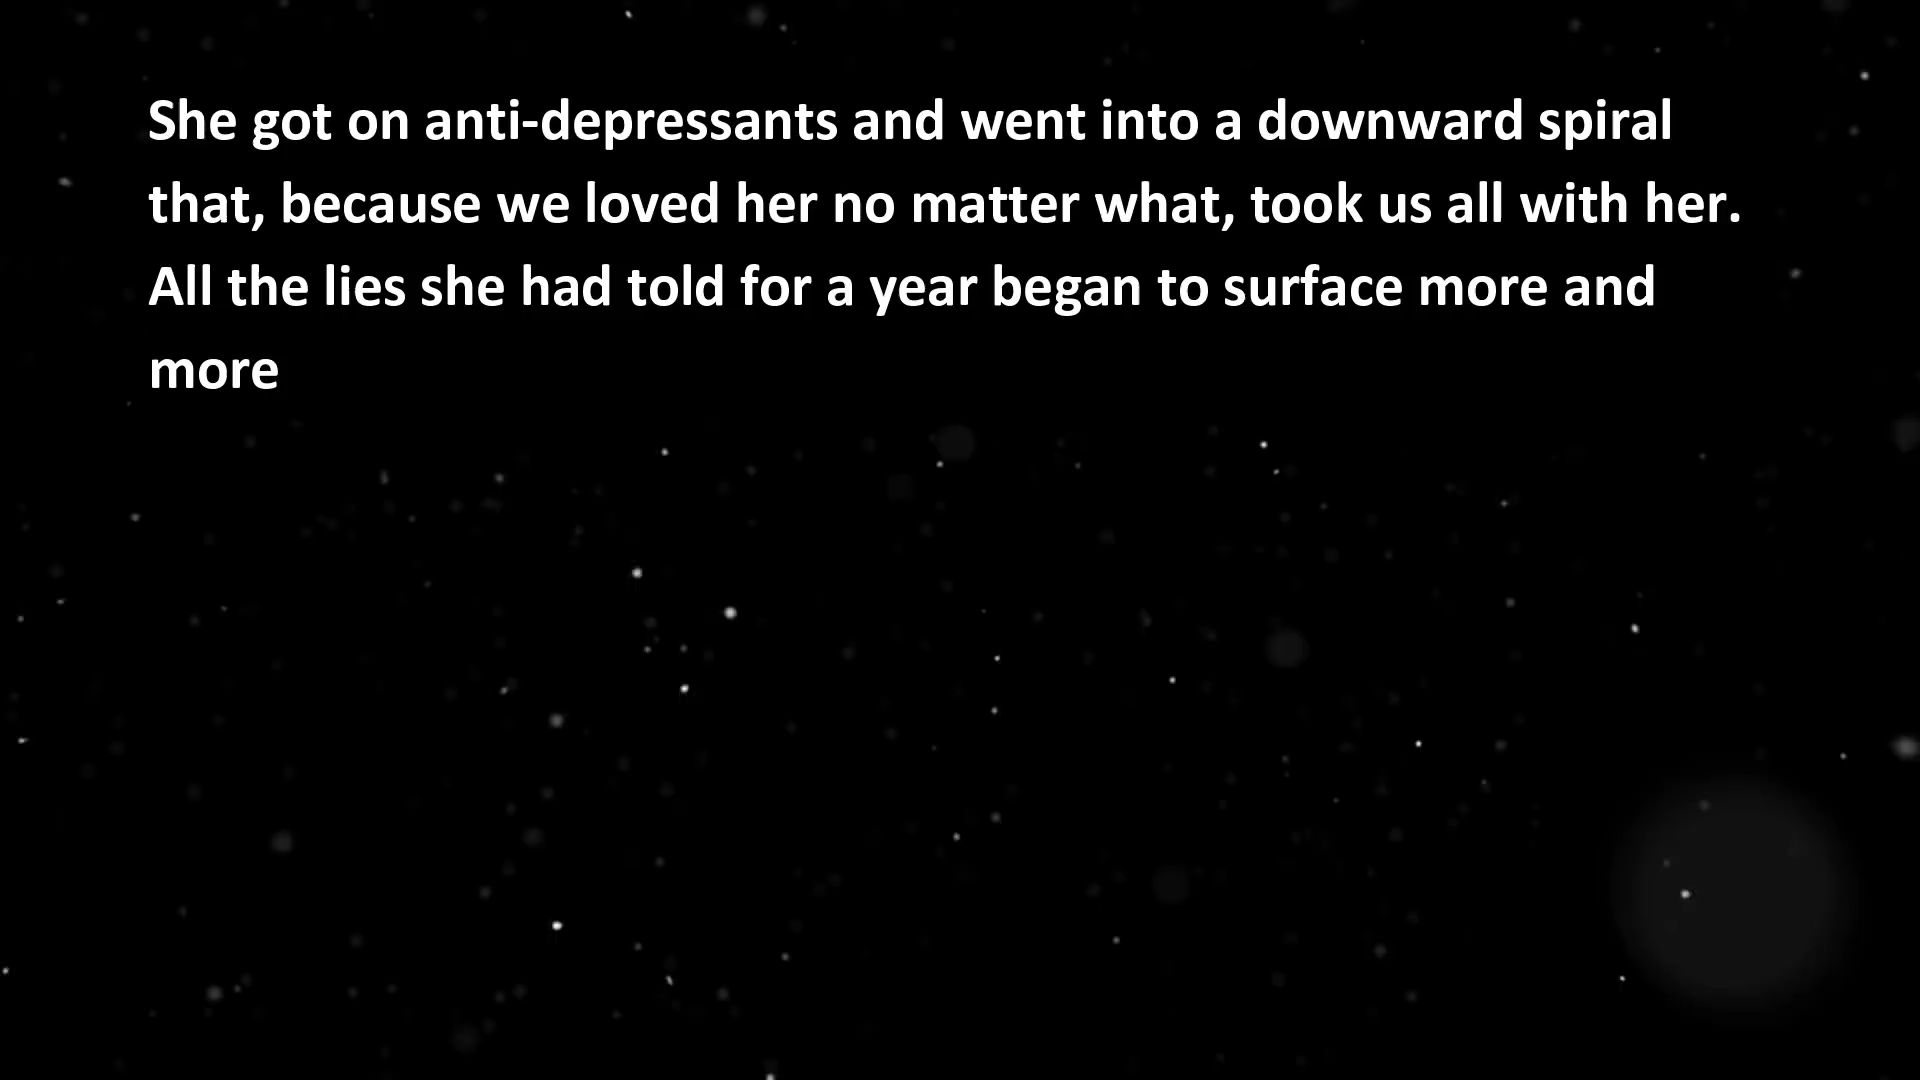 She got on anti-depressants and went into a downward spiral
that, because we loved her no matter what, took us all with her.
All the lies she had told for a year began to surface more and
more